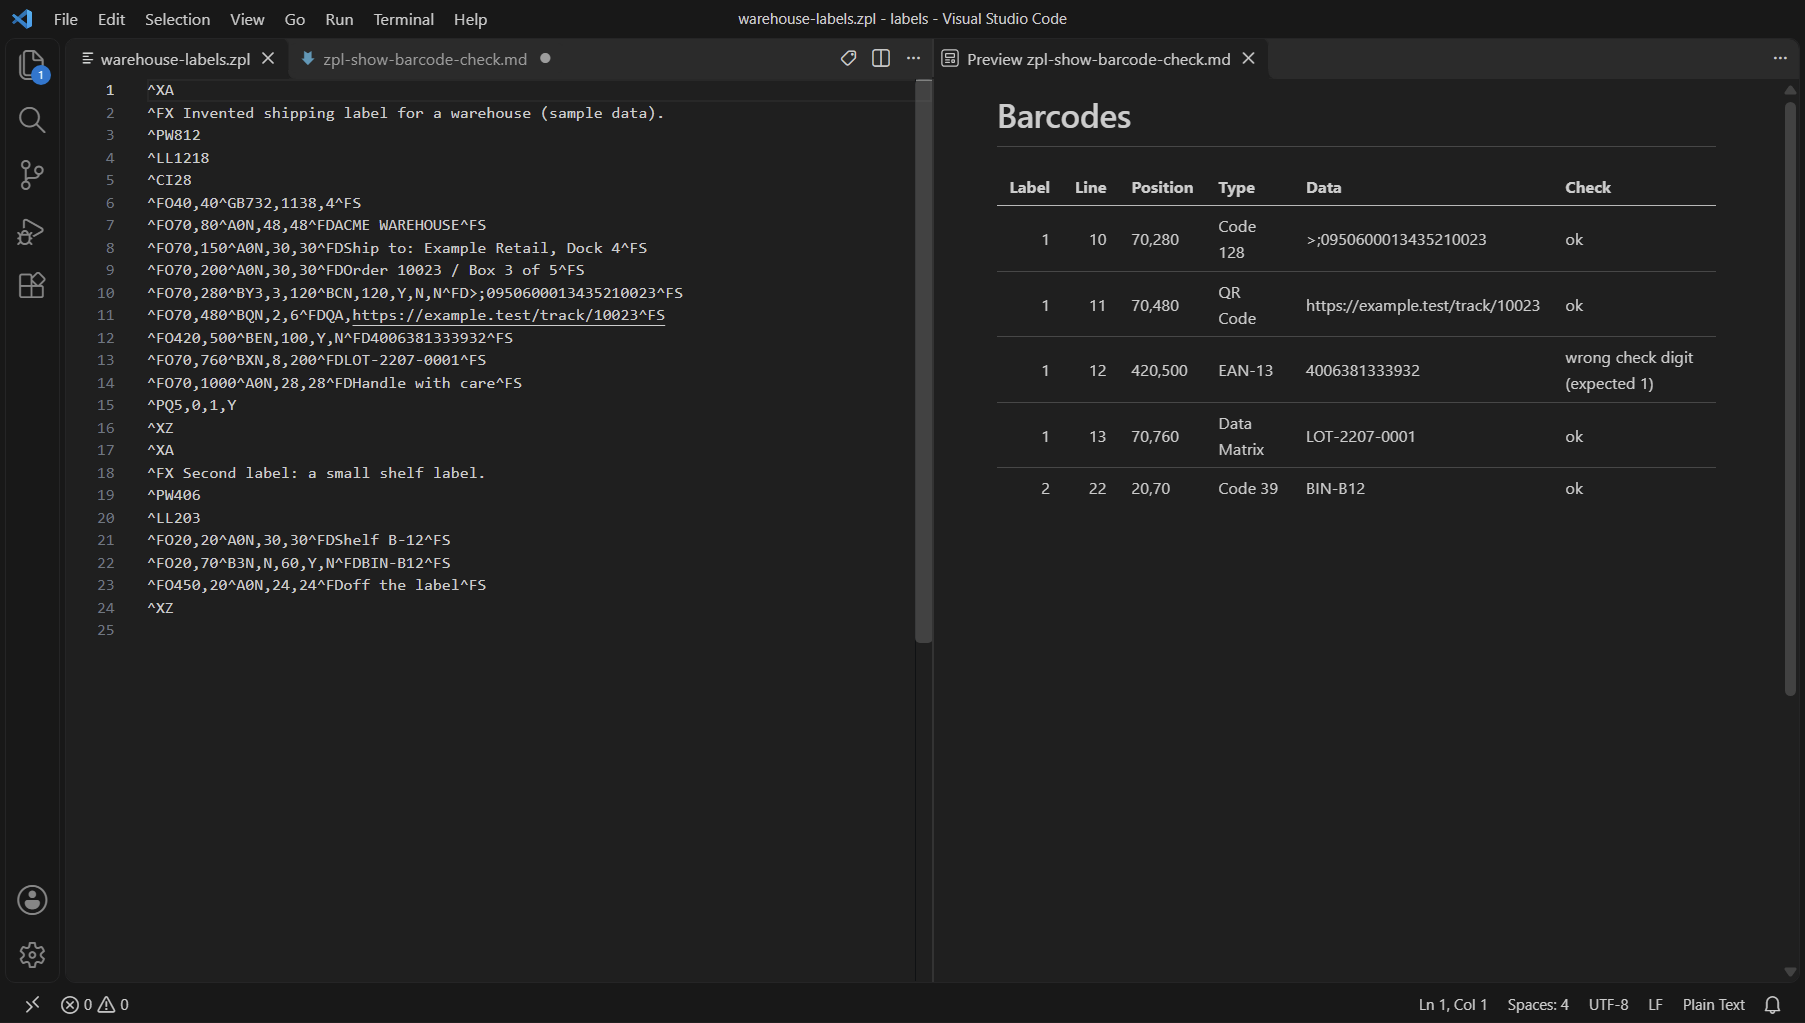 File Edit Selection View Go Run Terminal Help
warehouse-labels.zpl - labels - Visual Studio Code
1
warehouse-labels.zpl
zpl-show-barcode-check.md
1 ^XA
2 ^FX Invented shipping label for a warehouse (sample data).
3 ^PW812
4 ^LL1218
5 ^CI28
6 ^FO40,40^GB732,1138,4^FS
7 ^FO70,80^A0N,48,48^FDACME WAREHOUSE^FS
8 ^FO70,150^A0N,30,30^FDShip to: Example Retail, Dock 4^FS
9 ^FO70,200^A0N,30,30^FDOrder 10023 / Box 3 of 5^FS
10 ^FO70,280^BY3,3,120^BCN,120,Y,N,N^FD>;0950600013435210023^FS
11 ^FO70,480^BQN,2,6^FDQA,https://example.test/track/10023^FS
12 ^FO420,500^BEN,100,Y,N^FD4006381333932^FS
13 ^FO70,760^BXN,8,200^FDLOT-2207-0001^FS
14 ^FO70,1000^A0N,28,28^FDHandle with care^FS
15 ^PQ5,0,1,Y
16 ^XZ
17 ^XA
18 ^FX Second label: a small shelf label.
19 ^PW406
20 ^LL203
21 ^FO20,20^A0N,30,30^FDShelf B-12^FS
22 ^FO20,70^B3N,N,60,Y,N^FDBIN-B12^FS
23 ^FO450,20^A0N,24,24^FDoff the label^FS
24 ^XZ
25
Preview zpl-show-barcode-check.md
Barcodes
Label Line Position Type Data Check
1 10 70,280 Code 128 >;0950600013435210023 ok
1 11 70,480 QR Code https://example.test/track/10023 ok
1 12 420,500 EAN-13 4006381333932 wrong check digit (expected 1)
1 13 70,760 Data Matrix LOT-2207-0001 ok
2 22 20,70 Code 39 BIN-B12 ok
0 0
Ln 1, Col 1 Spaces: 4 UTF-8 LF Plain Text